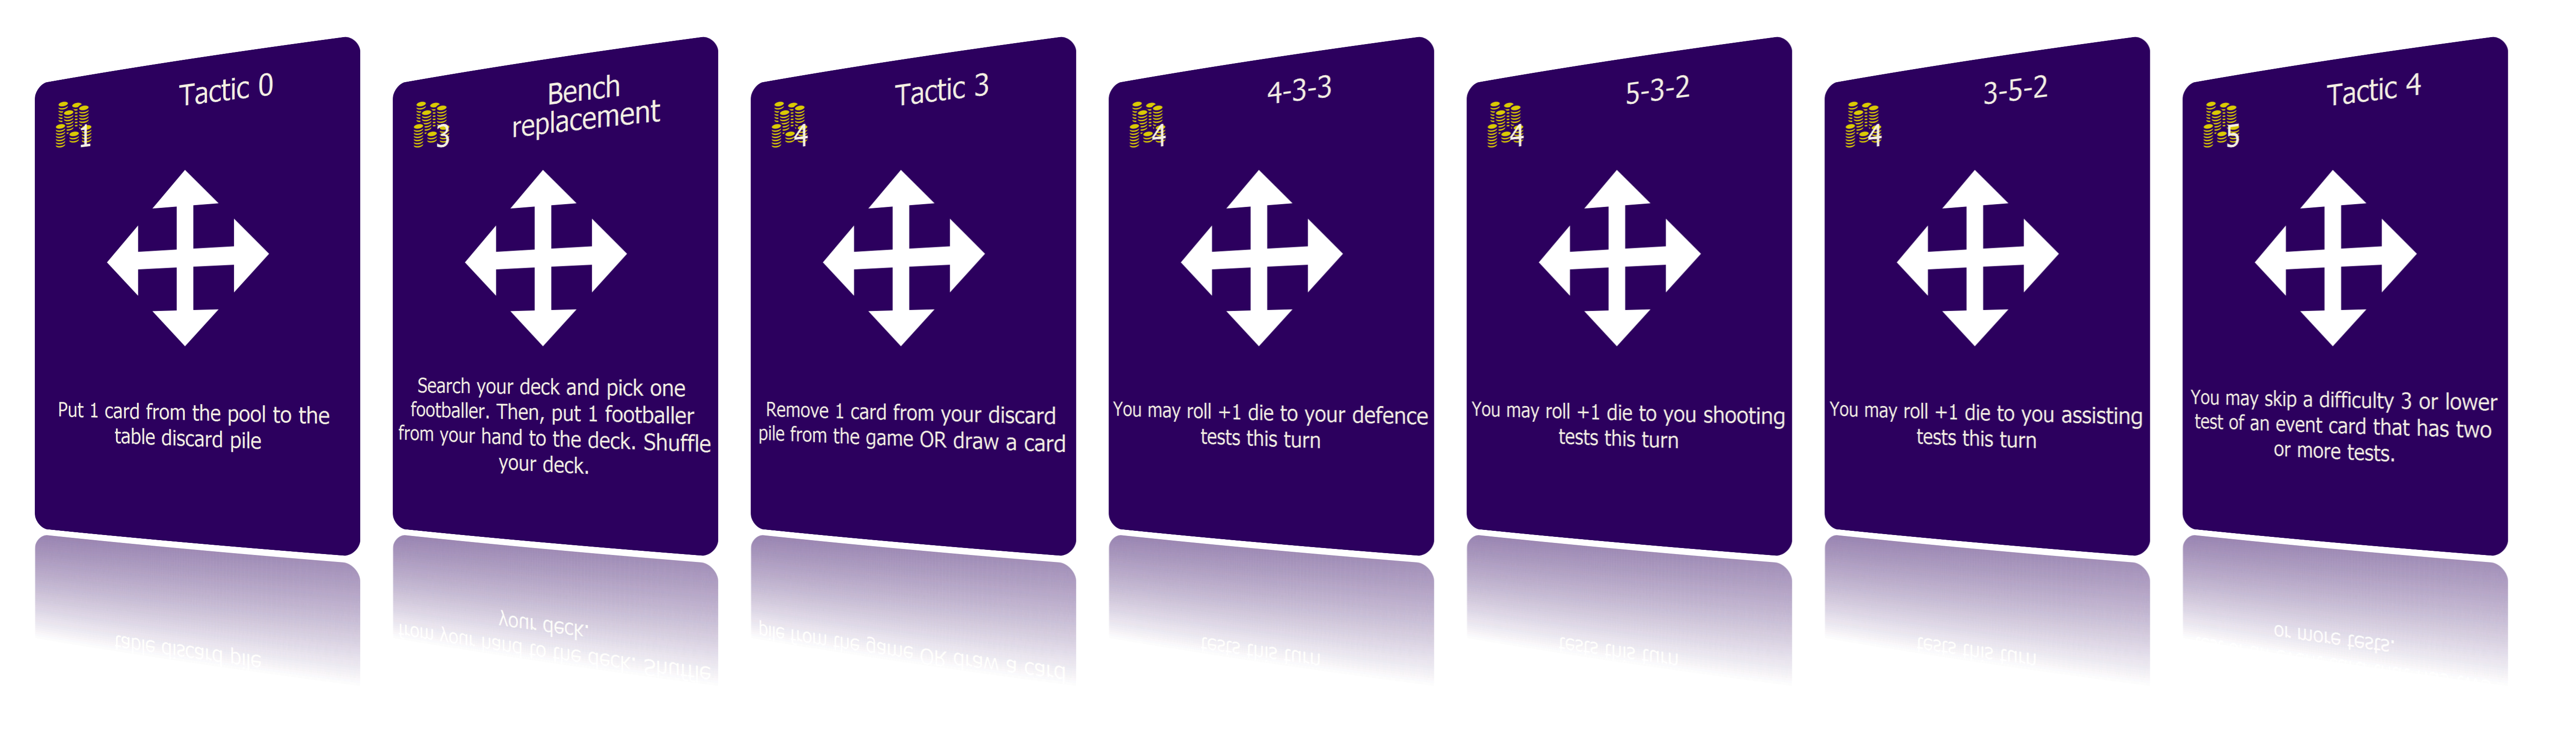 Tactic 0
1
Put 1 card from the pool to the
table discard pile
Bench
replacement
3
Search your deck and pick one
footballer. Then, put 1 footballer
from your hand to the deck. Shuffle
your deck.
Tactic 3
4
Remove 1 card from your discard
pile from the game OR draw a card
4-3-3
4
You may roll +1 die to your defence
tests this turn
5-3-2
4
You may roll +1 die to you shooting
tests this turn
3-5-2
4
You may roll +1 die to you assisting
tests this turn
Tactic 4
5
You may skip a difficulty 3 or lower
test of an event card that has two
or more tests.